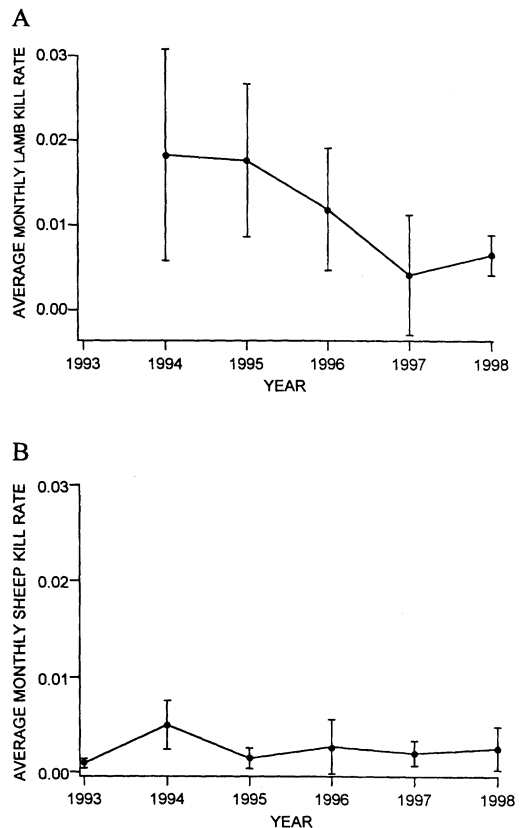 A
AVERAGE MONTHLY LAMB KILL RATE
0.03
0.02
0.01
0.00
1993 1994 1995 1996 1997 1998
YEAR
B
AVERAGE MONTHLY SHEEP KILL RATE
0.03
0.02
0.01
0.00
1993 1994 1995 1996 1997 1998
YEAR